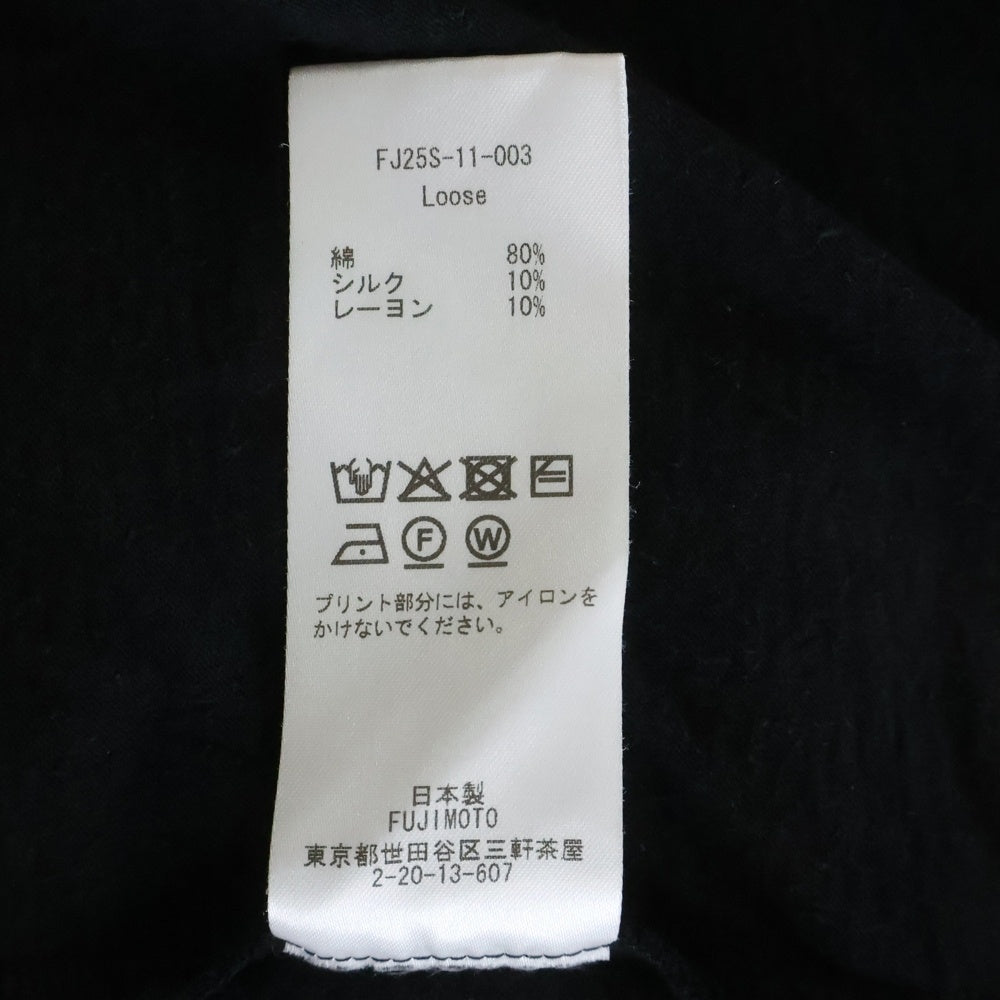 FJ25S-11-003
Loose
綿 80%
シルク 10%
レーヨン 10%
F W
プリント部分には、アイロンを
かけないでください。
日本製
FUJIMOTO
東京都世田谷区三軒茶屋
2-20-13-607